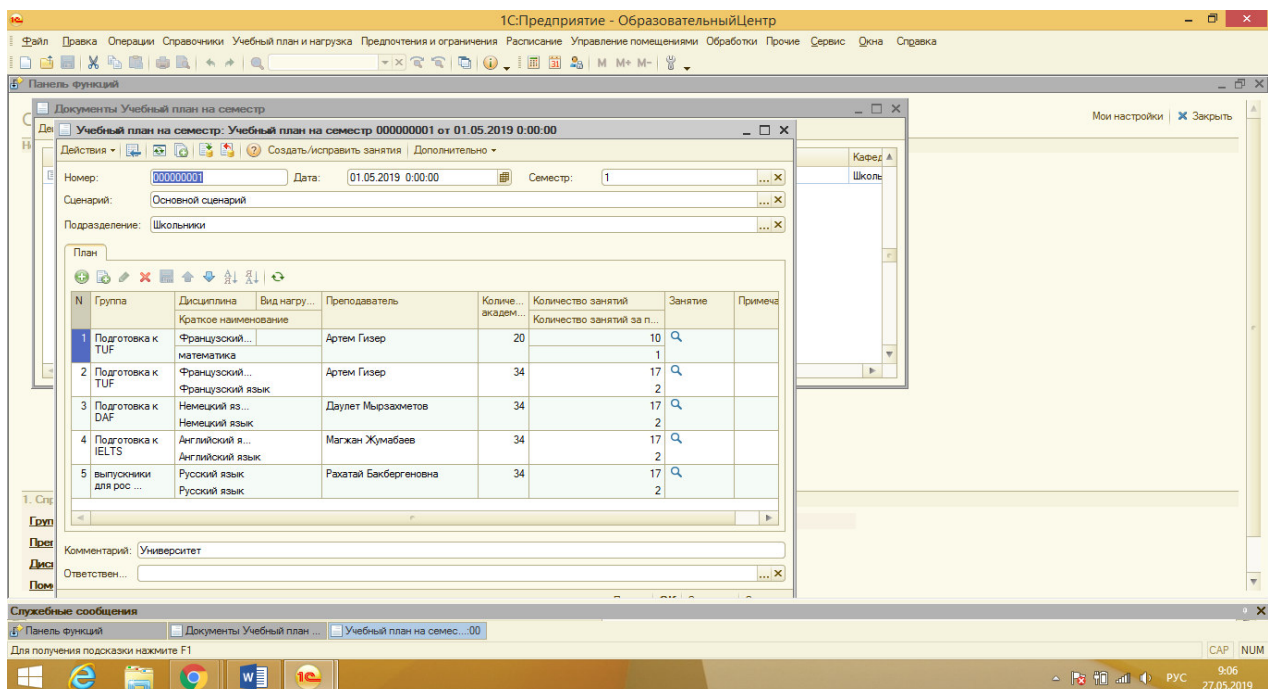 1С:Предприятие - ОбразовательныйЦентр
Файл Правка Операции Справочники Учебный план и нагрузка Предпочтения и ограничения Расписание Управление помещениями Обработки Прочие Сервис Окна Справка
M M+ M-
Панель функций
Документы Учебный план на семестр
Мои настройки Закрыть
Учебный план на семестр: Учебный план на семестр 000000001 от 01.05.2019 0:00:00
Действия Создать/исправить занятия Дополнительно
Номер: 000000001 Дата: 01.05.2019 0:00:00 Семестр: 1
Сценарий: Основной сценарий
Подразделение: Школьники
План
N Группа Дисциплина Вид нагру... Преподаватель Количе... академ... Количество занятий Занятие Примеча
Краткое наименование Количество занятий за п...
1 Подготовка к TUF Французский... Артем Гизер 20 10
математика 1
2 Подготовка к TUF Французский... Артем Гизер 34 17
Французский язык 2
3 Подготовка к DAF Немецкий яз... Даулет Мырзахметов 34 17
Немецкий язык 2
4 Подготовка к IELTS Английский я... Магжан Жумабаев 34 17
Английский язык 2
5 выпускники для рос ... Русский язык Рахатай Бакбергеновна 34 17
Русский язык 2
Комментарий: Университет
Ответствен...
Кафед
Школь
Служебные сообщения
Панель функций Документы Учебный план ... Учебный план на семес...:00
Для получения подсказки нажмите F1 CAP NUM
РУС 9:06
27.05.2019